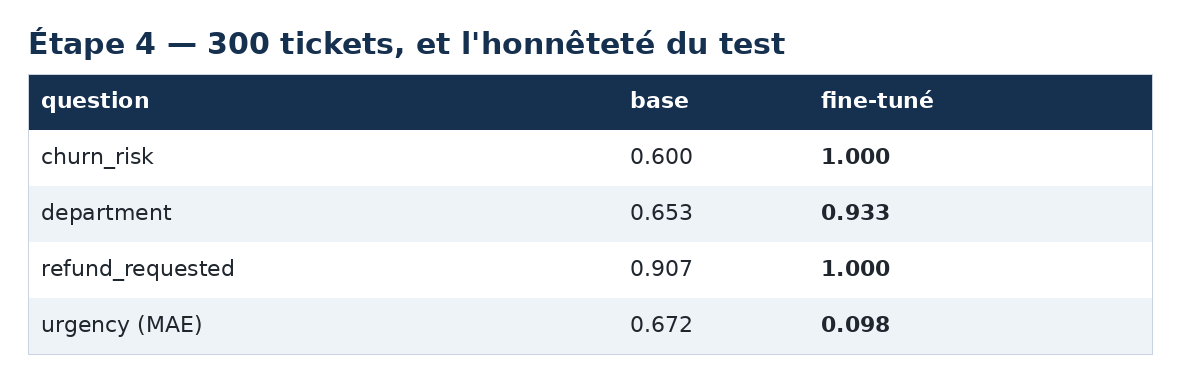 Étape 4 — 300 tickets, et l'honnêteté du test
question base fine-tuné
churn_risk 0.600 1.000
department 0.653 0.933
refund_requested 0.907 1.000
urgency (MAE) 0.672 0.098